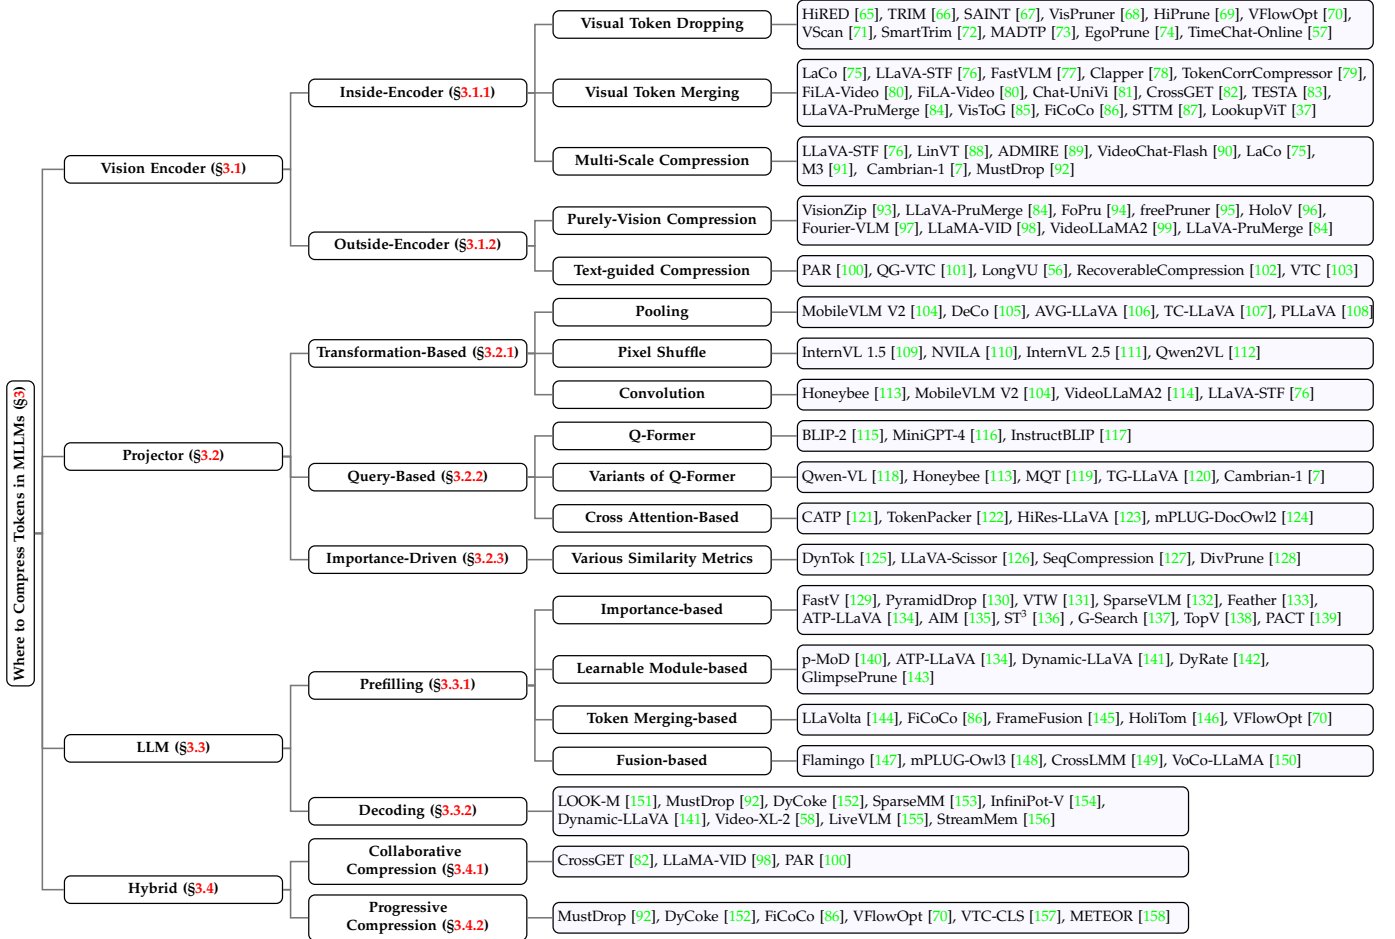 Where to Compress Tokens in MLLMs (§3)
Vision Encoder (§3.1)
Inside-Encoder (§3.1.1)
Visual Token Dropping
HiRED [65], TRIM [66], SAINT [67], VisPruner [68], HiPrune [69], VFlowOpt [70],
VScan [71], SmartTrim [72], MADTP [73], EgoPrune [74], TimeChat-Online [57]
Visual Token Merging
LaCo [75], LLaVA-STF [76], FastVLM [77], Clapper [78], TokenCorrCompressor [79],
FiLA-Video [80], FiLA-Video [80], Chat-UniVi [81], CrossGET [82], TESTA [83],
LLaVA-PruMerge [84], VisToG [85], FiCoCo [86], STTM [87], LookupViT [37]
Multi-Scale Compression
LLaVA-STF [76], LinVT [88], ADMIRE [89], VideoChat-Flash [90], LaCo [75],
M3 [91], Cambrian-1 [7], MustDrop [92]
Outside-Encoder (§3.1.2)
Purely-Vision Compression
VisionZip [93], LLaVA-PruMerge [84], FoPru [94], freePruner [95], HoloV [96],
Fourier-VLM [97], LLaMA-VID [98], VideoLLaMA2 [99], LLaVA-PruMerge [84]
Text-guided Compression
PAR [100], QG-VTC [101], LongVU [56], RecoverableCompression [102], VTC [103]
Projector (§3.2)
Transformation-Based (§3.2.1)
Pooling
MobileVLM V2 [104], DeCo [105], AVG-LLaVA [106], TC-LLaVA [107], PLLaVA [108]
Pixel Shuffle
InternVL 1.5 [109], NVILA [110], InternVL 2.5 [111], Qwen2VL [112]
Convolution
Honeybee [113], MobileVLM V2 [104], VideoLLaMA2 [114], LLaVA-STF [76]
Query-Based (§3.2.2)
Q-Former
BLIP-2 [115], MiniGPT-4 [116], InstructBLIP [117]
Variants of Q-Former
Qwen-VL [118], Honeybee [113], MQT [119], TG-LLaVA [120], Cambrian-1 [7]
Cross Attention-Based
CATP [121], TokenPacker [122], HiRes-LLaVA [123], mPLUG-DocOwl2 [124]
Importance-Driven (§3.2.3)
Various Similarity Metrics
DynTok [125], LLaVA-Scissor [126], SeqCompression [127], DivPrune [128]
LLM (§3.3)
Prefilling (§3.3.1)
Importance-based
FastV [129], PyramidDrop [130], VTW [131], SparseVLM [132], Feather [133],
ATP-LLaVA [134], AIM [135], ST³ [136] , G-Search [137], TopV [138], PACT [139]
Learnable Module-based
p-MoD [140], ATP-LLaVA [134], Dynamic-LLaVA [141], DyRate [142],
GlimpsePrune [143]
Token Merging-based
LLaVolta [144], FiCoCo [86], FrameFusion [145], HoliTom [146], VFlowOpt [70]
Fusion-based
Flamingo [147], mPLUG-Owl3 [148], CrossLMM [149], VoCo-LLaMA [150]
Decoding (§3.3.2)
LOOK-M [151], MustDrop [92], DyCoke [152], SparseMM [153], InfiniPot-V [154],
Dynamic-LLaVA [141], Video-XL-2 [58], LiveVLM [155], StreamMem [156]
Hybrid (§3.4)
Collaborative
Compression (§3.4.1)
CrossGET [82], LLaMA-VID [98], PAR [100]
Progressive
Compression (§3.4.2)
MustDrop [92], DyCoke [152], FiCoCo [86], VFlowOpt [70], VTC-CLS [157], METEOR [158]